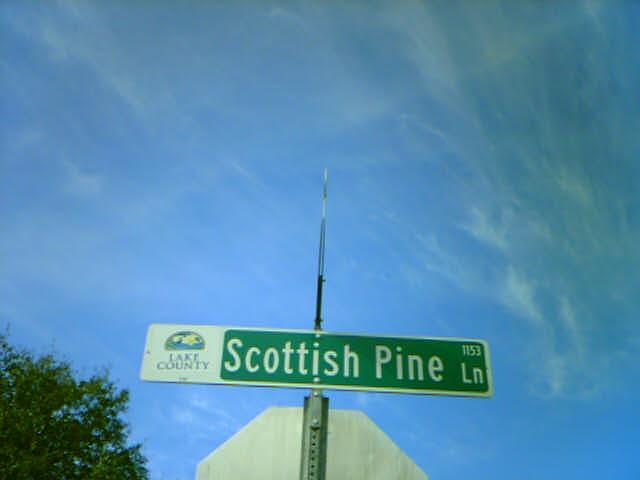 LAKE
COUNTY
Scottish Pine Ln
1153